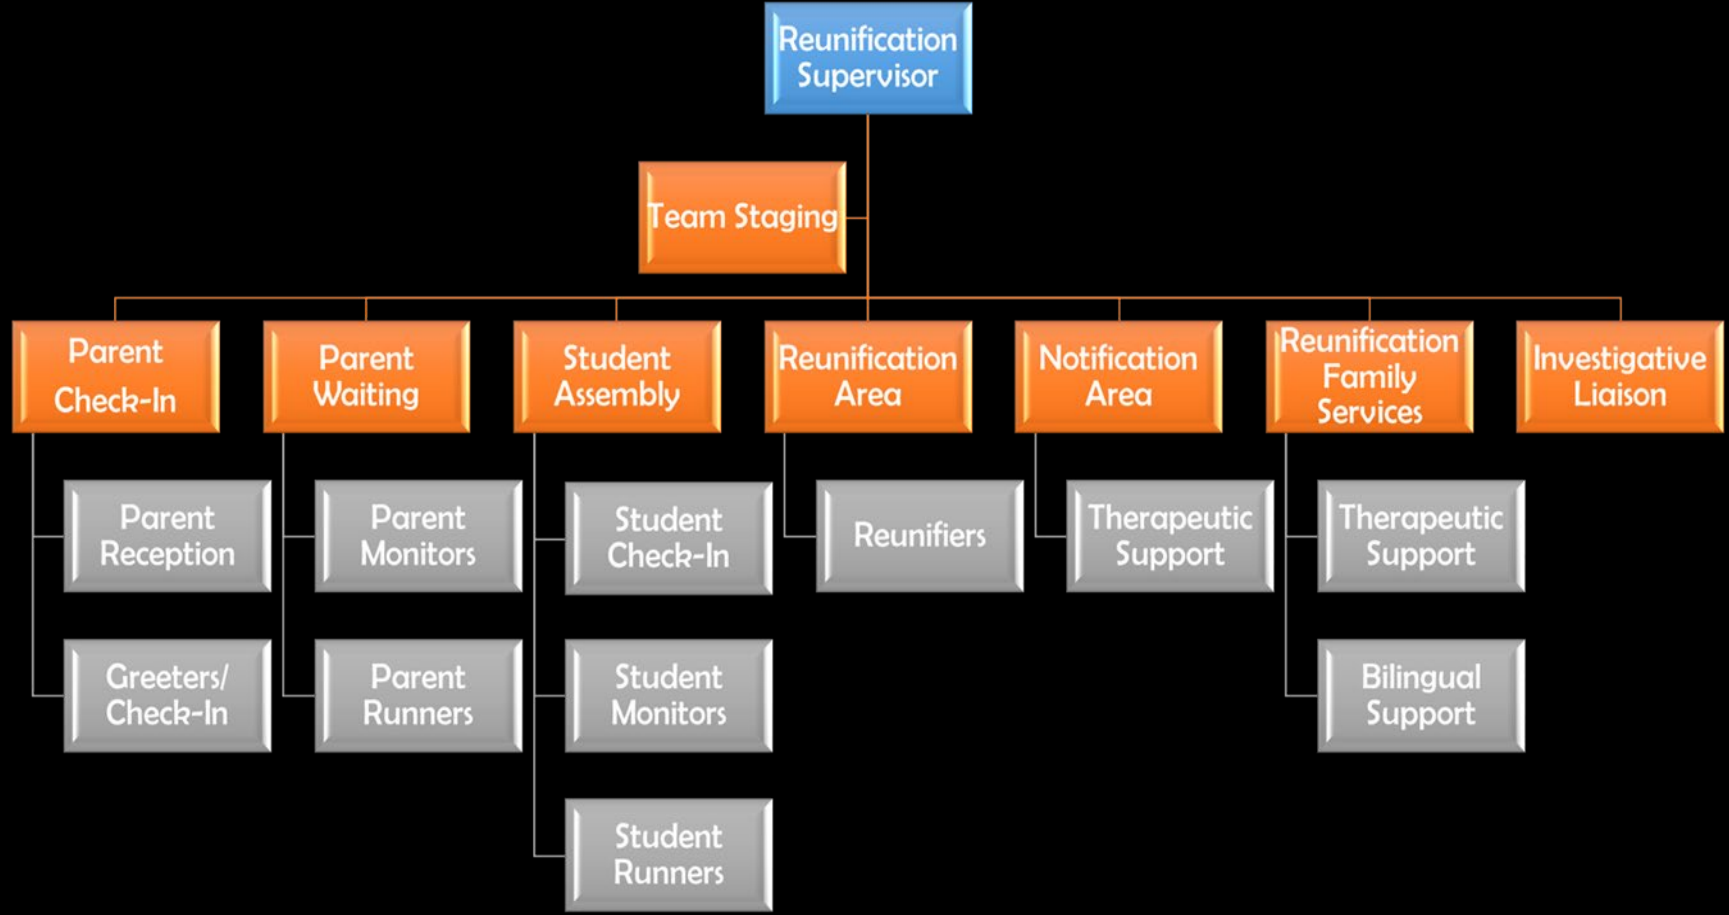 Reunification
Supervisor
Team Staging
Parent
Check-In
Parent
Waiting
Student
Assembly
Reunification
Area
Notification
Area
Reunification
Family
Services
Investigative
Liaison
Parent
Reception
Parent
Monitors
Student
Check-In
Reunifiers
Therapeutic
Support
Therapeutic
Support
Greeters/
Check-In
Parent
Runners
Student
Monitors
Bilingual
Support
Student
Runners